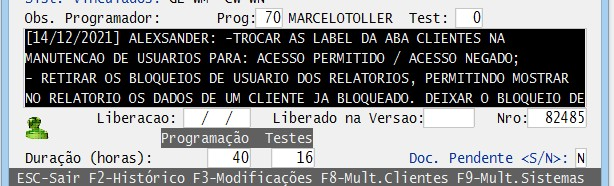 Obs. Programador: Prog: 70 MARCELOTOLLER Test: 0
[14/12/2021] ALEXSANDER: -TROCAR AS LABEL DA ABA CLIENTES NA
MANUTENCAO DE USUARIOS PARA: ACESSO PERMITIDO / ACESSO NEGADO;
- RETIRAR OS BLOQUEIOS DE USUARIO DOS RELATORIOS, PERMITINDO MOSTRAR
NO RELATORIO OS DADOS DE UM CLIENTE JA BLOQUEADO. DEIXAR O BLOQUEIO DE
Liberacao: / / Liberado na Versao: Nro: 82485
Programação Testes
Duração (horas): 40 16 Doc. Pendente <S/N>: N
ESC-Sair F2-Histórico F3-Modificações F8-Mult.Clientes F9-Mult.Sistemas